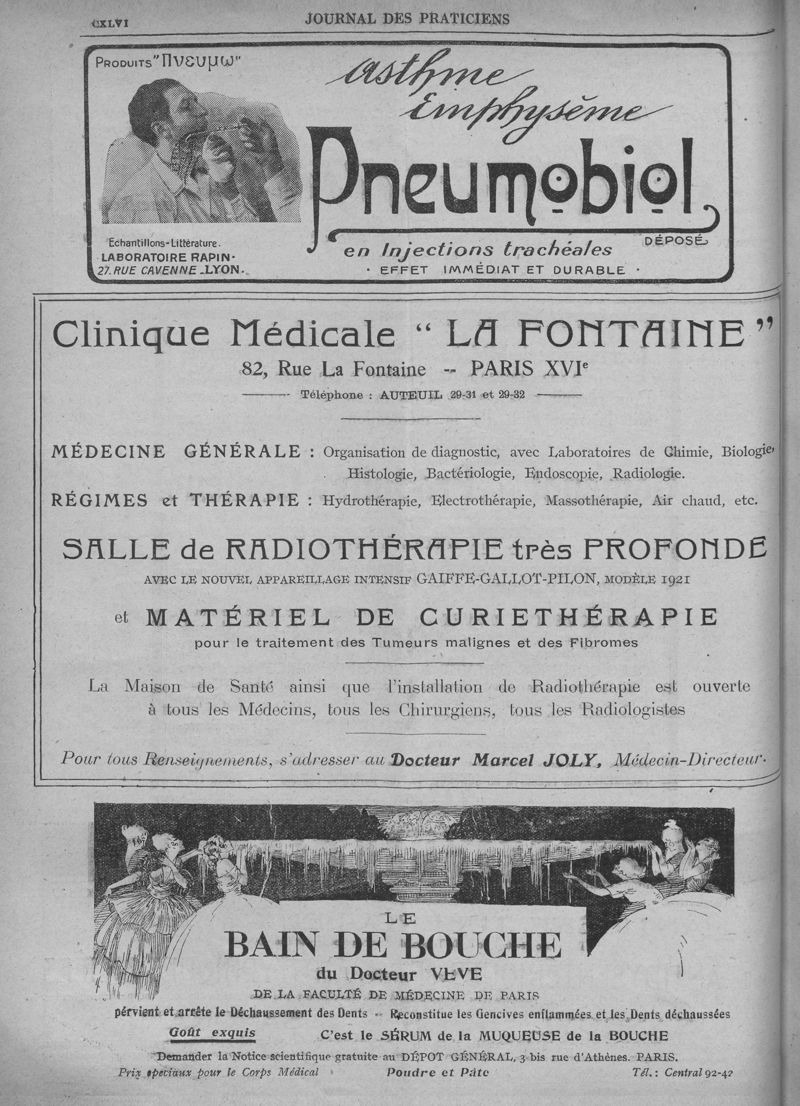 CXLVI
JOURNAL DES PRATICIENS
PRODUITS "Πνευμω"
asthme
Emphysême
Pneumobiol
DÉPOSÉ
Echantillons-Littérature.
LABORATOIRE RAPIN·
27. RUE CAVENNE _ LYON.
en Injections trachéales
· EFFET IMMÉDIAT ET DURABLE ·
Clinique Médicale “ LA FONTAINE ”
82, Rue La Fontaine -- PARIS XVIe
Téléphone : AUTEUIL 29-31 et 29-32
MÉDECINE GÉNÉRALE : Organisation de diagnostic, avec Laboratoires de Chimie, Biologie,
Histologie, Bactériologie, Endoscopie, Radiologie.
RÉGIMES et THÉRAPIE : Hydrothérapie, Electrothérapie, Massothérapie, Air chaud, etc.
SALLE de RADIOTHÉRAPIE très PROFONDE
AVEC LE NOUVEL APPAREILLAGE INTENSIF GAIFFE-GALLOT-PILON, MODÈLE 1921
et MATÉRIEL DE CURIETHÉRAPIE
pour le traitement des Tumeurs malignes et des Fibromes
La Maison de Santé ainsi que l'installation de Radiothérapie est ouverte
à tous les Médecins, tous les Chirurgiens, tous les Radiologistes
Pour tous Renseignements, s'adresser au Docteur Marcel JOLY, Médecin-Directeur.
LE
BAIN DE BOUCHE
du Docteur VEVE
DE LA FACULTÉ DE MÉDECINE DE PARIS
pérvient et arrête le Déchaussement des Dents - Reconstitue les Gencives enflammées et les Dents déchaussées
Goût exquis C'est le SÉRUM de la MUQUEUSE de la BOUCHE
Demander la Notice scientifique gratuite au DÉPOT GÉNÉRAL, 3 bis rue d'Athènes. PARIS.
Prix speciaux pour le Corps Médical Poudre et Pâte Tél.: Central 92-42